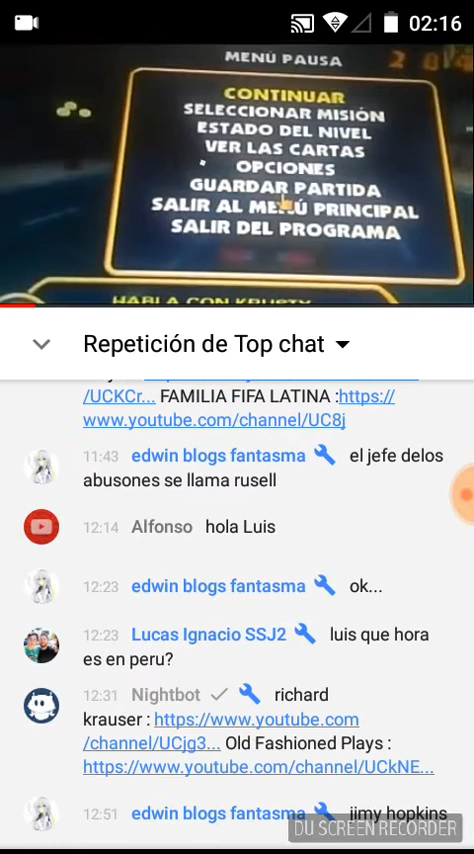 02:16
MENÚ PAUSA
CONTINUAR
SELECCIONAR MISIÓN
ESTADO DEL NIVEL
VER LAS CARTAS
OPCIONES
GUARDAR PARTIDA
SALIR AL MENÚ PRINCIPAL
SALIR DEL PROGRAMA
HABLA CON KRUSTY
Repetición de Top chat
/UCKCr... FAMILIA FIFA LATINA :https://
www.youtube.com/channel/UC8j
11:43 edwin blogs fantasma el jefe delos
abusones se llama rusell
12:14 Alfonso hola Luis
12:23 edwin blogs fantasma ok...
12:23 Lucas Ignacio SSJ2 luis que hora
es en peru?
12:31 Nightbot richard
krauser : https://www.youtube.com
/channel/UCjg3... Old Fashioned Plays :
https://www.youtube.com/channel/UCkNE...
12:51 edwin blogs fantasma jimy hopkins
DU SCREEN RECORDER